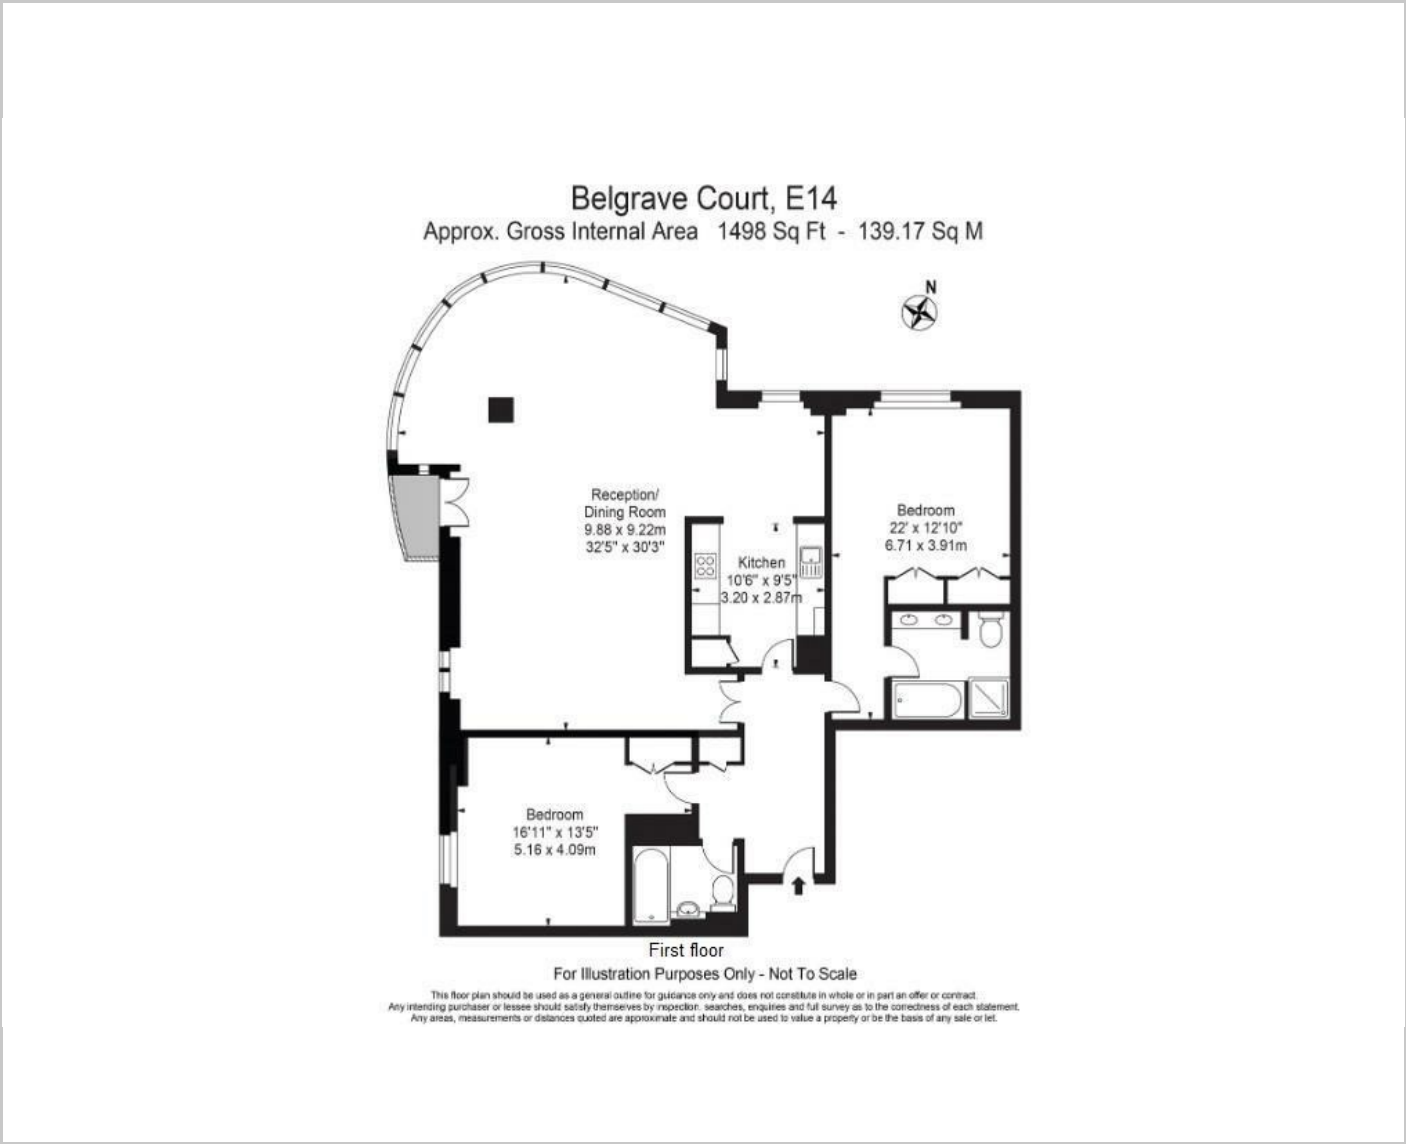 Belgrave Court, E14
Approx. Gross Internal Area 1498 Sq Ft - 139.17 Sq M
N
Reception/
Dining Room
9.88 x 9.22m
32'5" x 30'3"
Bedroom
22' x 12'10"
6.71 x 3.91m
Kitchen
10'6" x 9'5"
3.20 x 2.87m
Bedroom
16'11" x 13'5"
5.16 x 4.09m
First floor
For Illustration Purposes Only - Not To Scale
This floor plan should be used as a general outline for guidance only and does not constitute in whole or in part an offer or contract.
Any intending purchaser or lessee should satisfy themselves by inspection, searches, enquiries and full survey as to the correctness of each statement.
Any areas, measurements or distances quoted are approximate and should not be used to value a property or be the basis of any sale or let.